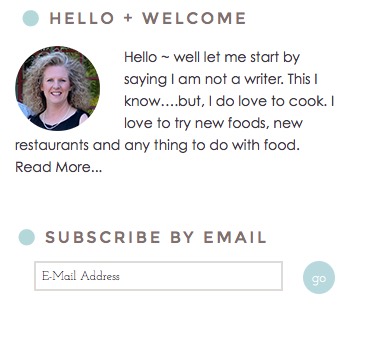 HELLO + WELCOME
Hello ~ well let me start by
saying I am not a writer. This I
know....but, I do love to cook. I
love to try new foods, new
restaurants and any thing to do with food.
Read More...
SUBSCRIBE BY EMAIL
E-Mail Address
go